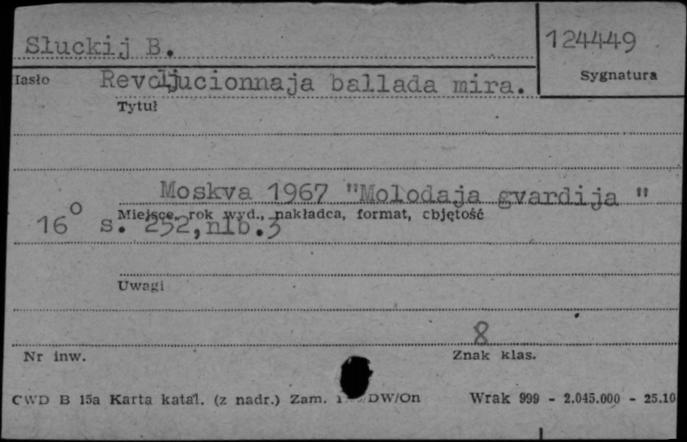 Słuckij B.
124449
Hasło
Sygnatura
Revoljucionnaja ballada mira.
Tytuł
Moskva 1967 "Mołodaja gvardija "
Miejsce, rok wyd., nakładca, format, objętość
16° s. 252, nlb. 3
Uwagi
8
Nr inw.
Znak klas.
CWD B 15a Karta katal. (z nadr.) Zam. DW/On Wrak 999 - 2.045.000 - 25.10